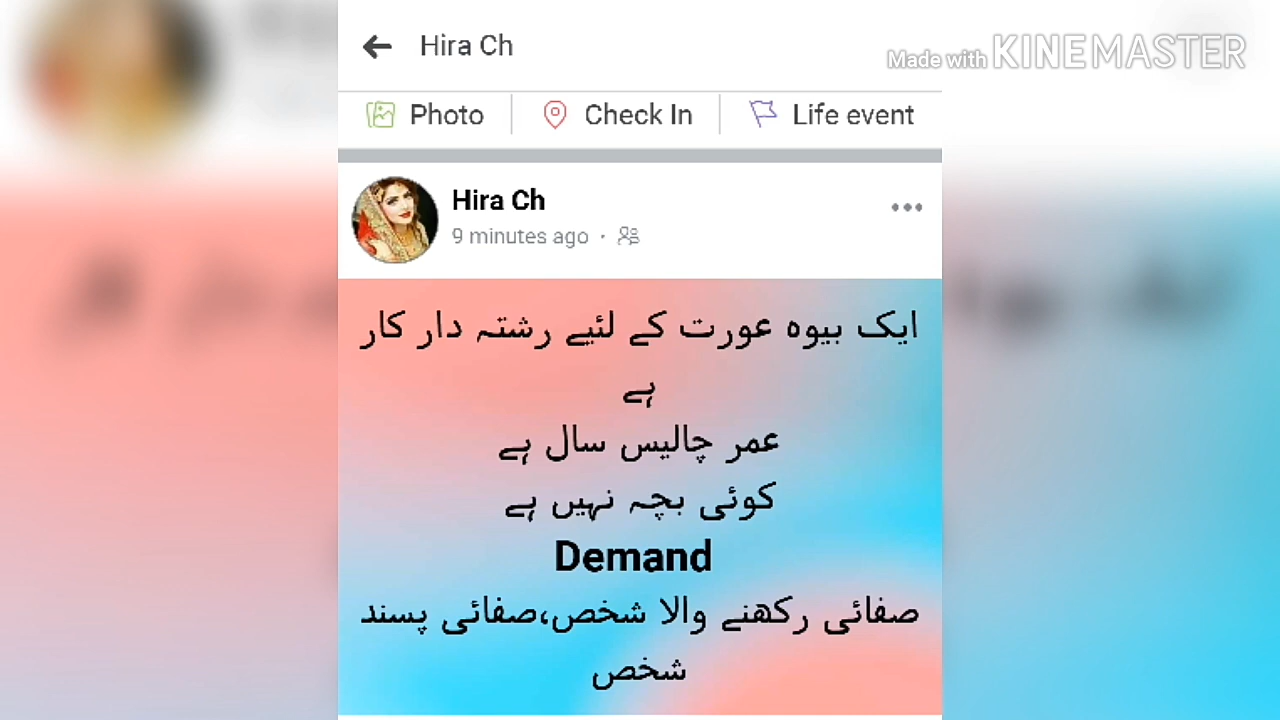 Hira Ch
Made with KINEMASTER
Photo
Check In
Life event
Hira Ch
9 minutes ago ·
ایک بیوہ عورت کے لئیے رشتہ دار کار
ہے
عمر چالیس سال ہے
کوئی بچہ نہیں ہے
Demand
صفائی رکھنے والا شخص،صفائی پسند
شخص